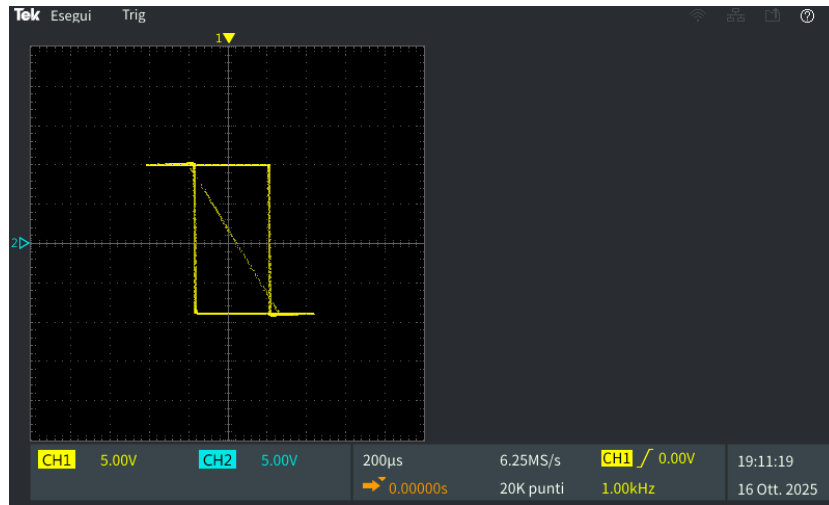 Tek Esegui Trig
1
2
CH1 5.00V CH2 5.00V 200µs 6.25MS/s CH1 0.00V 19:11:19
0.00000s 20K punti 1.00kHz 16 Ott. 2025